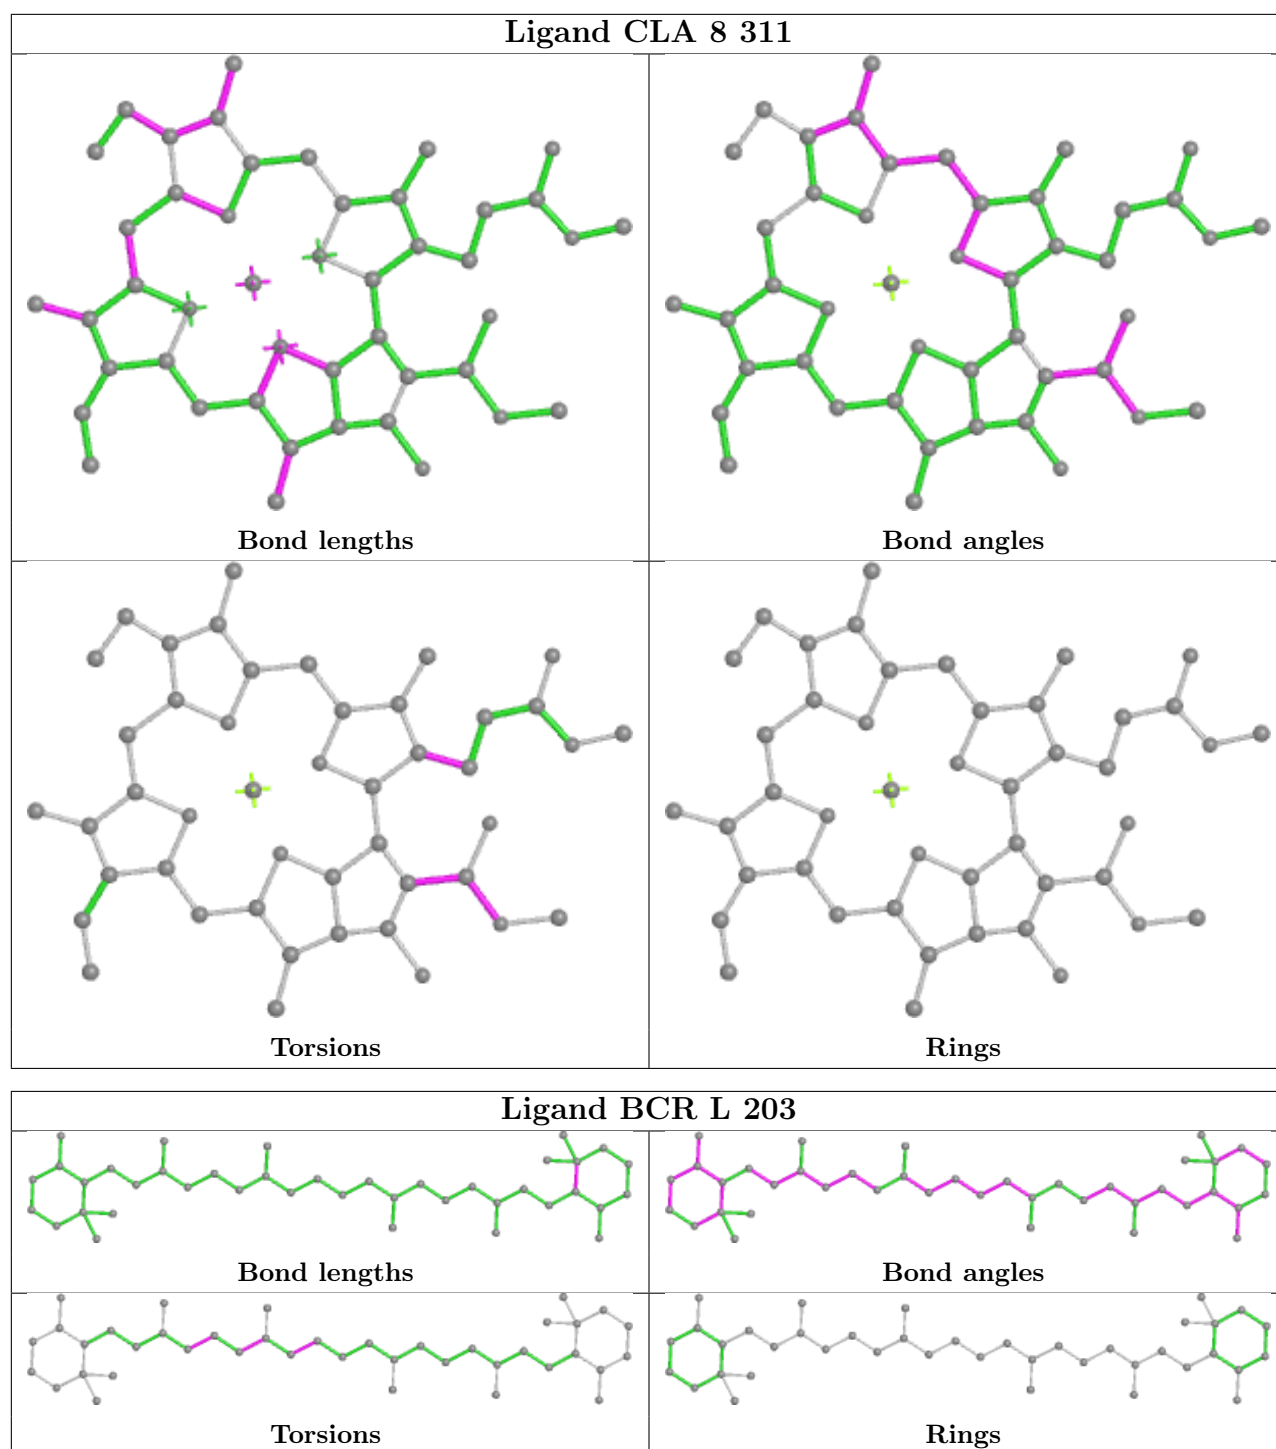 Ligand CLA 8 311
Bond lengths
Bond angles
Torsions
Rings
Ligand BCR L 203
Bond lengths
Bond angles
Torsions
Rings